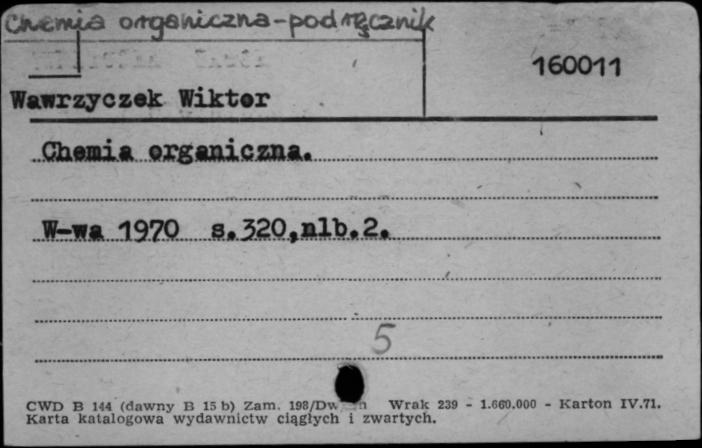 Chemia organiczna-podręcznik
160011
Wawrzyczek Wiktor
Chemia organiczna.
W-wa 1970 s.320,nlb.2.
5
CWD B 144 (dawny B 15 b) Zam. 198/Dw Wrak 239 - 1.660.000 - Karton IV.71.
Karta katalogowa wydawnictw ciągłych i zwartych.